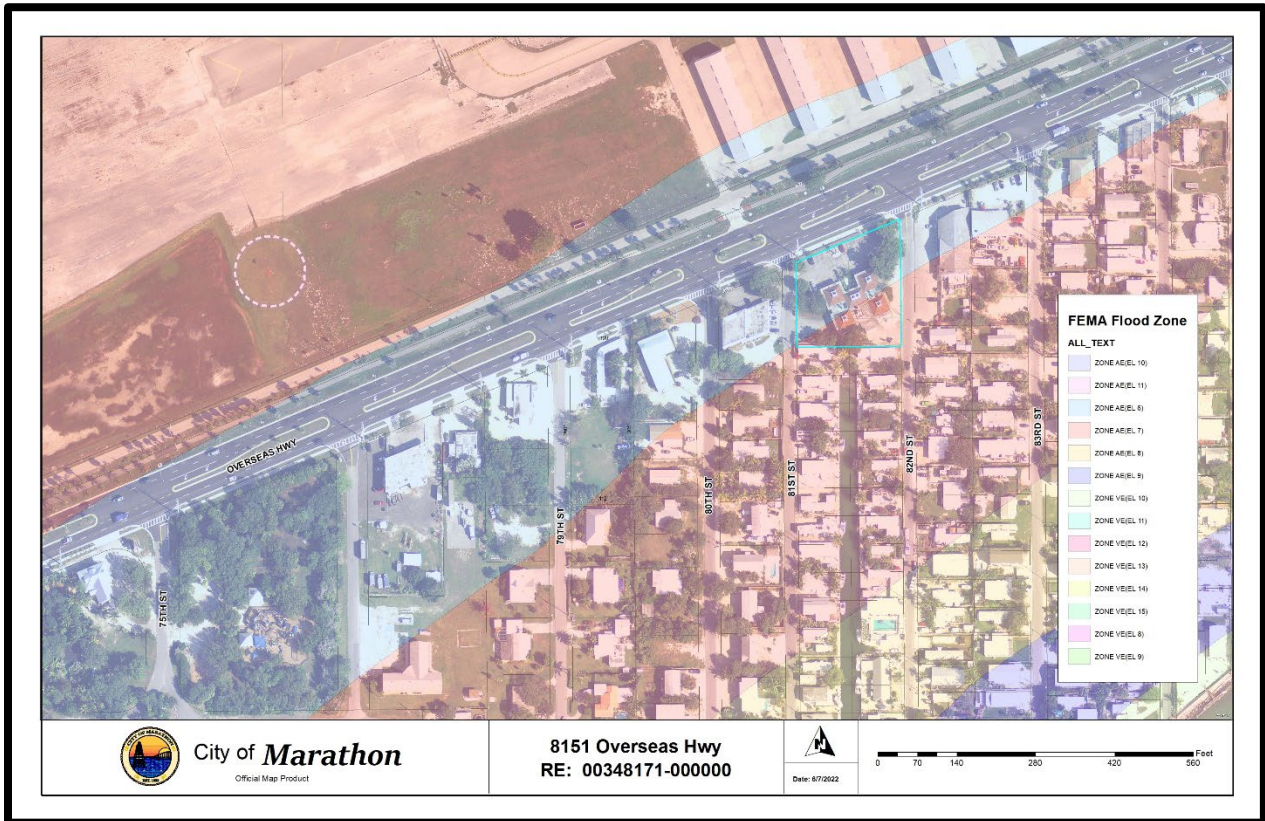 OVERSEAS HWY
75TH ST
79TH ST
80TH ST
81ST ST
82ND ST
83RD ST
FEMA Flood Zone
ALL_TEXT
ZONE AE(EL 10)
ZONE AE(EL 11)
ZONE AE(EL 6)
ZONE AE(EL 7)
ZONE AE(EL 8)
ZONE AE(EL 9)
ZONE VE(EL 10)
ZONE VE(EL 11)
ZONE VE(EL 12)
ZONE VE(EL 13)
ZONE VE(EL 14)
ZONE VE(EL 15)
ZONE VE(EL 8)
ZONE VE(EL 9)
City of Marathon
Official Map Product
8151 Overseas Hwy
RE: 00348171-000000
N
Date: 6/7/2022
0 70 140 280 420 560 Feet